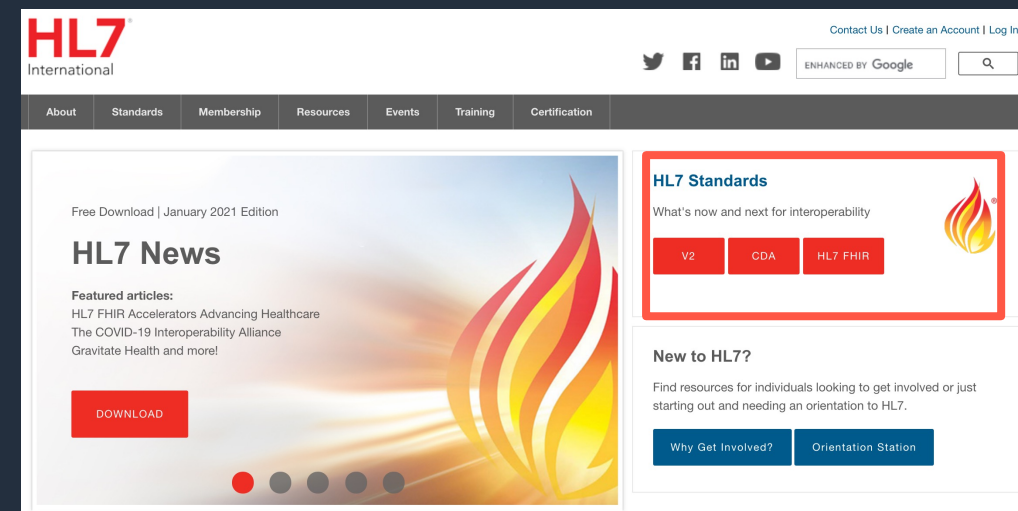 HL7®
International
Contact Us | Create an Account | Log In
ENHANCED BY Google
About Standards Membership Resources Events Training Certification
Free Download | January 2021 Edition
HL7 News
Featured articles:
HL7 FHIR Accelerators Advancing Healthcare
The COVID-19 Interoperability Alliance
Gravitate Health and more!
DOWNLOAD
HL7 Standards
What's now and next for interoperability
®
V2 CDA HL7 FHIR
New to HL7?
Find resources for individuals looking to get involved or just
starting out and needing an orientation to HL7.
Why Get Involved? Orientation Station